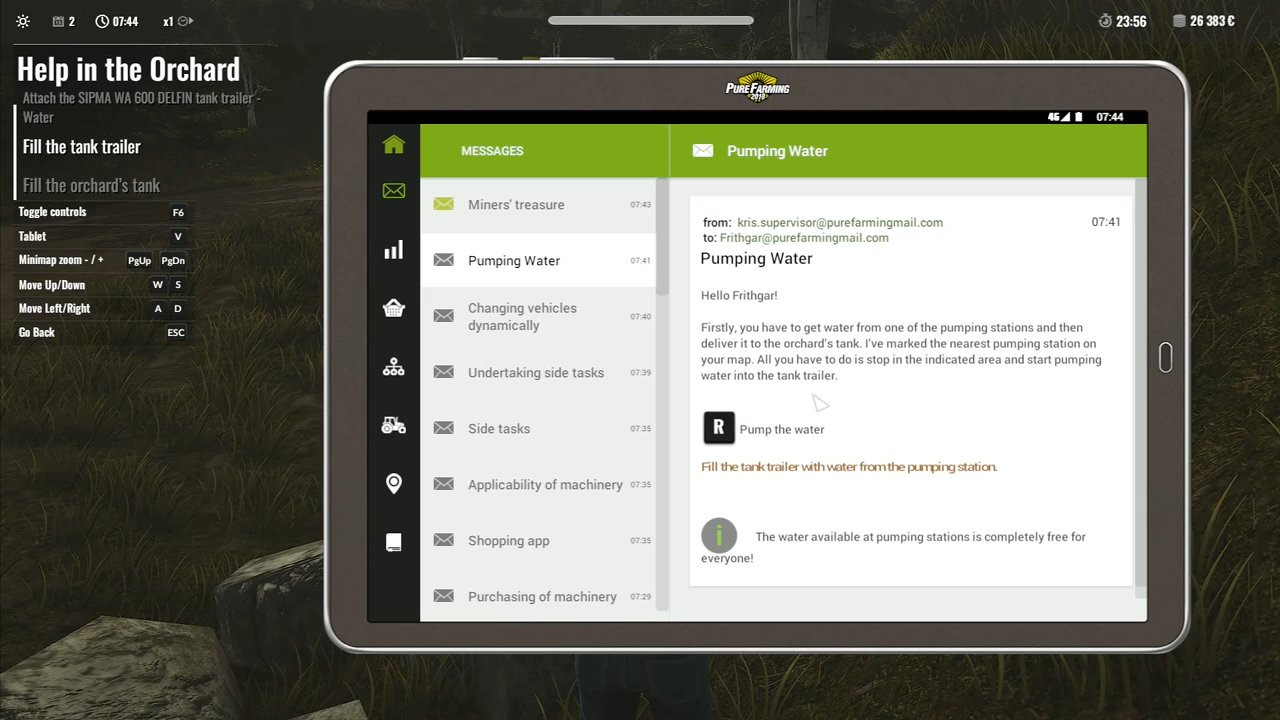 2
07:44
x1
23:56
26 383 €
Help in the Orchard
Attach the SIPMA WA 600 DELFIN tank trailer -
Water
Fill the tank trailer
Fill the orchard's tank
Toggle controls F6
Tablet V
Minimap zoom - / + PgUp PgDn
Move Up/Down W S
Move Left/Right A D
Go Back ESC
PURE FARMING
2018
4G 07:44
MESSAGES
Miners' treasure 07:43
Pumping Water 07:41
Changing vehicles
dynamically 07:40
Undertaking side tasks 07:39
Side tasks 07:35
Applicability of machinery 07:35
Shopping app 07:35
Purchasing of machinery 07:29
Pumping Water
from: kris.supervisor@purefarmingmail.com 07:41
to: Frithgar@purefarmingmail.com
Pumping Water
Hello Frithgar!
Firstly, you have to get water from one of the pumping stations and then
deliver it to the orchard's tank. I've marked the nearest pumping station on
your map. All you have to do is stop in the indicated area and start pumping
water into the tank trailer.
R Pump the water
Fill the tank trailer with water from the pumping station.
i The water available at pumping stations is completely free for
everyone!